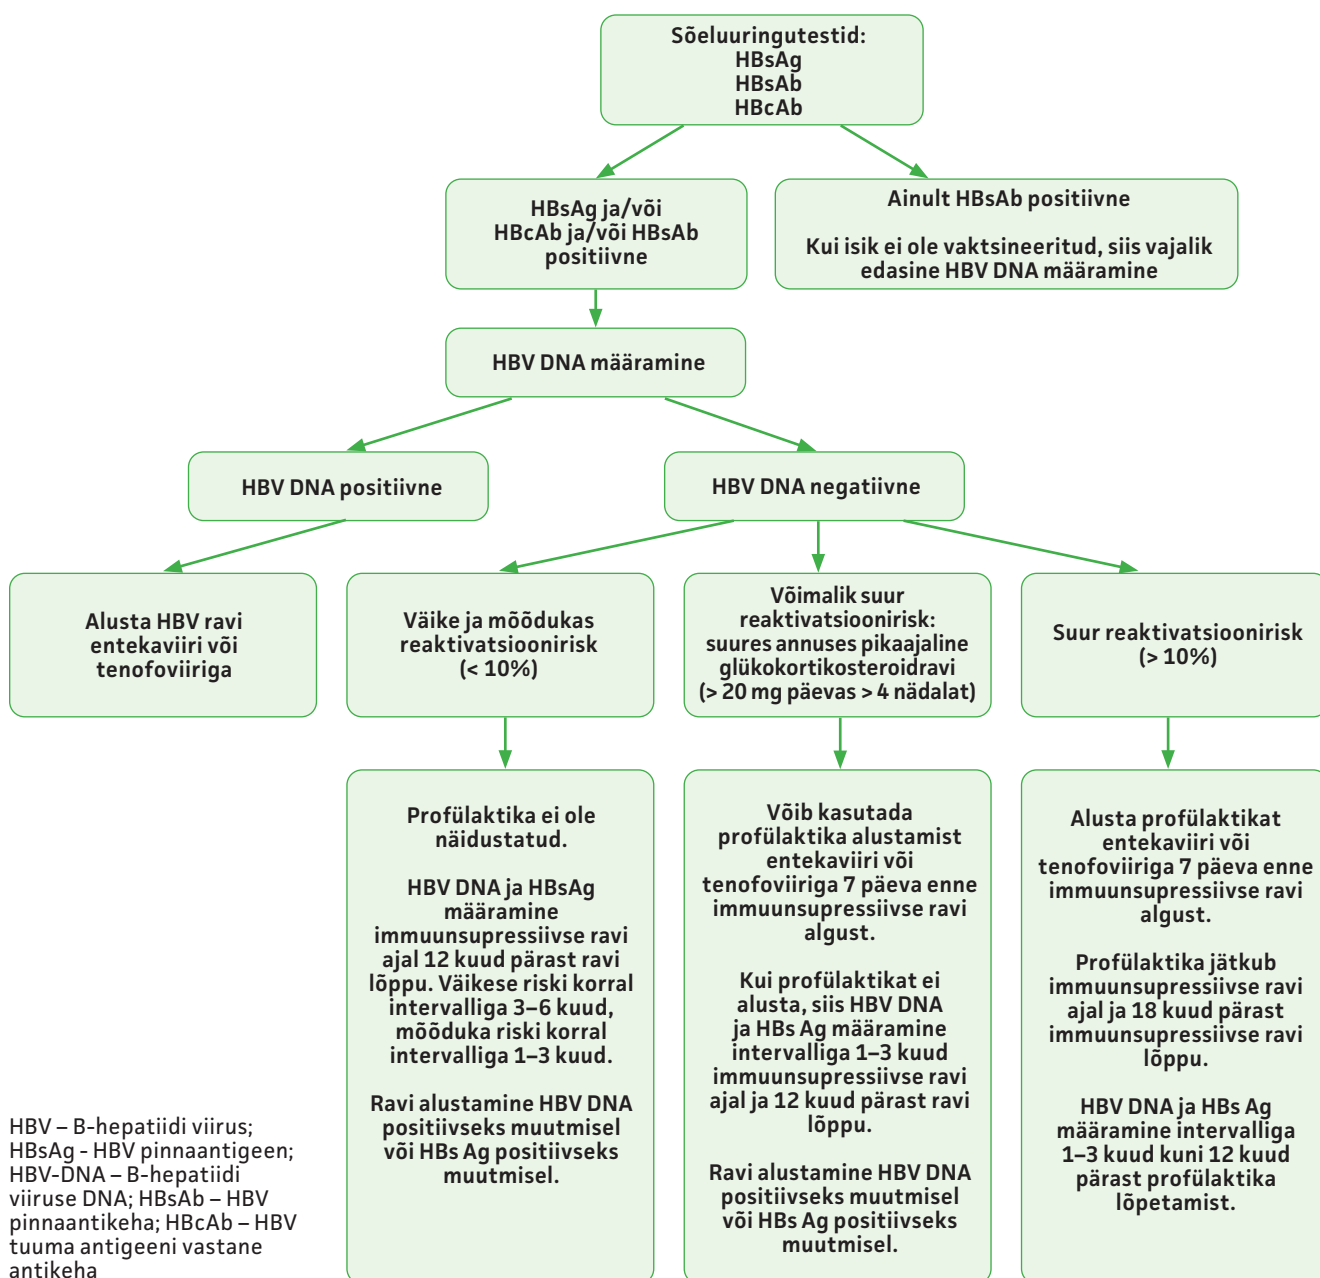 Sõeluuringutestid:
HBsAg
HBsAb
HBcAb
HBsAg ja/või
HBcAb ja/või HBsAb
positiivne
Ainult HBsAb positiivne
Kui isik ei ole vaktsineeritud, siis vajalik
edasine HBV DNA määramine
HBV DNA määramine
HBV DNA positiivne
HBV DNA negatiivne
Alusta HBV ravi
entekaviiri või
tenofoviiriga
Väike ja mõõdukas
reaktivatsioonirisk
(< 10%)
Võimalik suur
reaktivatsioonirisk:
suures annuses pikaajaline
glükokortikosteroidravi
(> 20 mg päevas > 4 nädalat)
Suur reaktivatsioonirisk
(> 10%)
Profülaktika ei ole
näidustatud.
HBV DNA ja HBsAg
määramine
immuunsupressiivse ravi
ajal 12 kuud pärast ravi
lõppu. Väikese riski korral
intervalliga 3–6 kuud,
mõõduka riski korral
intervalliga 1–3 kuud.
Ravi alustamine HBV DNA
positiivseks muutmisel
või HBs Ag positiivseks
muutmisel.
Võib kasutada
profülaktika alustamist
entekaviiri või
tenofoviiriga 7 päeva enne
immuunsupressiivse ravi
algust.
Kui profülaktikat ei
alusta, siis HBV DNA
ja HBs Ag määramine
intervalliga 1–3 kuud
immuunsupressiivse ravi
ajal ja 12 kuud pärast ravi
lõppu.
Ravi alustamine HBV DNA
positiivseks muutmisel
või HBs Ag positiivseks
muutmisel.
Alusta profülaktikat
entekaviiri või
tenofoviiriga 7 päeva enne
immuunsupressiivse ravi
algust.
Profülaktika jätkub
immuunsupressiivse ravi
ajal ja 18 kuud pärast
immuunsupressiivse ravi
lõppu.
HBV DNA ja HBs Ag
määramine intervalliga
1–3 kuud kuni 12 kuud
pärast profülaktika
lõpetamist.
HBV – B-hepatiidi viirus;
HBsAg - HBV pinnaantigeen;
HBV-DNA – B-hepatiidi
viiruse DNA; HBsAb – HBV
pinnaantikeha; HBcAb – HBV
tuuma antigeeni vastane
antikeha